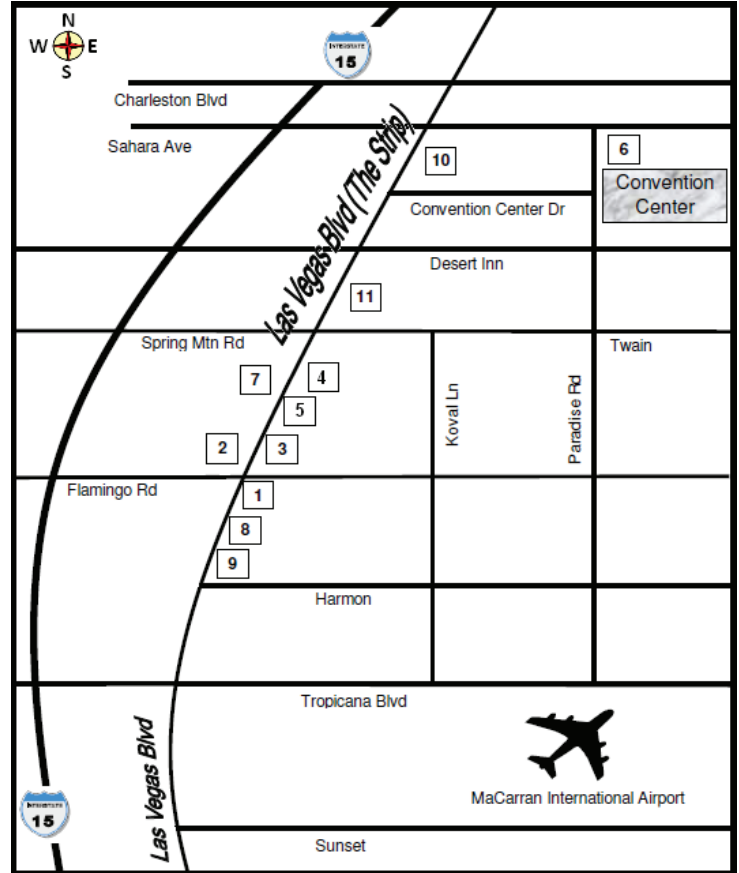 N
W E
S
INTERSTATE
15
Charleston Blvd
Sahara Ave
Las Vegas Blvd (The Strip)
10
6
Convention
Center
Convention Center Dr
Desert Inn
11
Spring Mtn Rd
Twain
7
4
5
Koval Ln
Paradise Rd
2
3
Flamingo Rd
1
8
9
Harmon
Tropicana Blvd
Las Vegas Blvd
MaCarran International Airport
INTERSTATE
15
Sunset